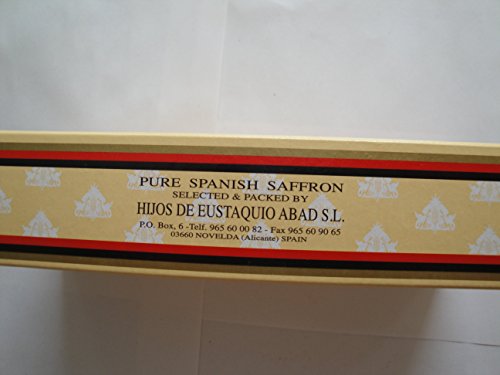 PURE SPANISH SAFFRON
SELECTED & PACKED BY
HIJOS DE EUSTAQUIO ABAD S.L.
P.O. Box, 6 -Telf. 965 60 00 82 - Fax 965 60 90 65
03660 NOVELDA (Alicante) SPAIN